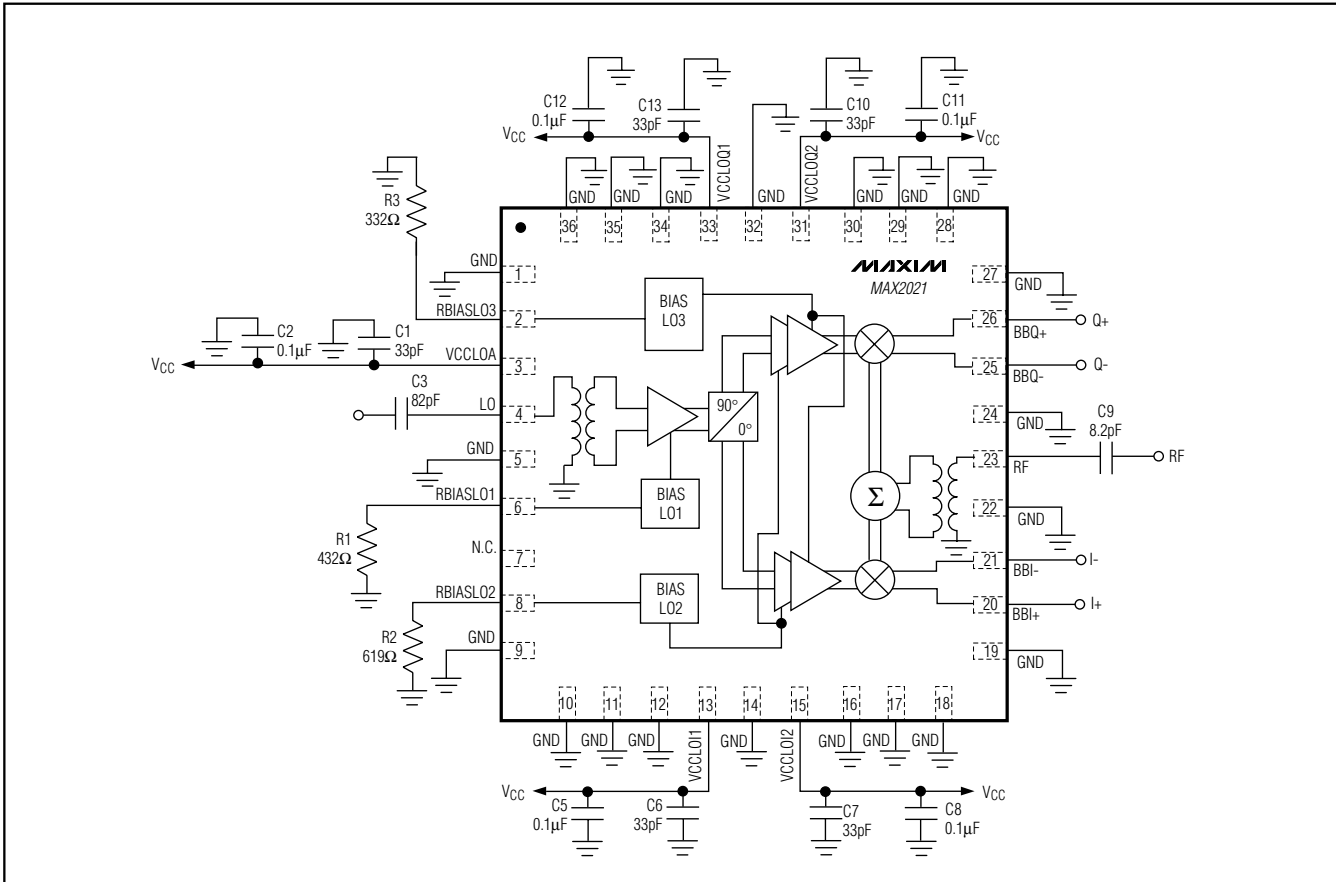 C12
0.1µF
C13
33pF
C10
33pF
C11
0.1µF
VCC
VCC
VCCLOQ1
VCCLOQ2
GND
GND
GND
GND
GND
GND
GND
36
35
34
33
32
31
30
29
28
R3
332Ω
MAXIM
MAX2021
GND
1
RBIASLO3
2
C2
0.1µF
C1
33pF
VCC
VCCLOA
3
C3
82pF
LO
4
GND
5
RBIASLO1
6
R1
432Ω
N.C.
7
RBIASLO2
8
R2
619Ω
GND
9
BIAS
LO3
90°
0°
BIAS
LO1
BIAS
LO2
Σ
27
GND
26
BBQ+
Q+
25
BBQ-
Q-
24
GND
C9
8.2pF
23
RF
RF
22
GND
21
BBI-
I-
20
BBI+
I+
19
GND
10
11
12
13
14
15
16
17
18
GND
GND
GND
VCCLOI1
GND
VCCLOI2
GND
GND
GND
VCC
C5
0.1µF
C6
33pF
C7
33pF
C8
0.1µF
VCC